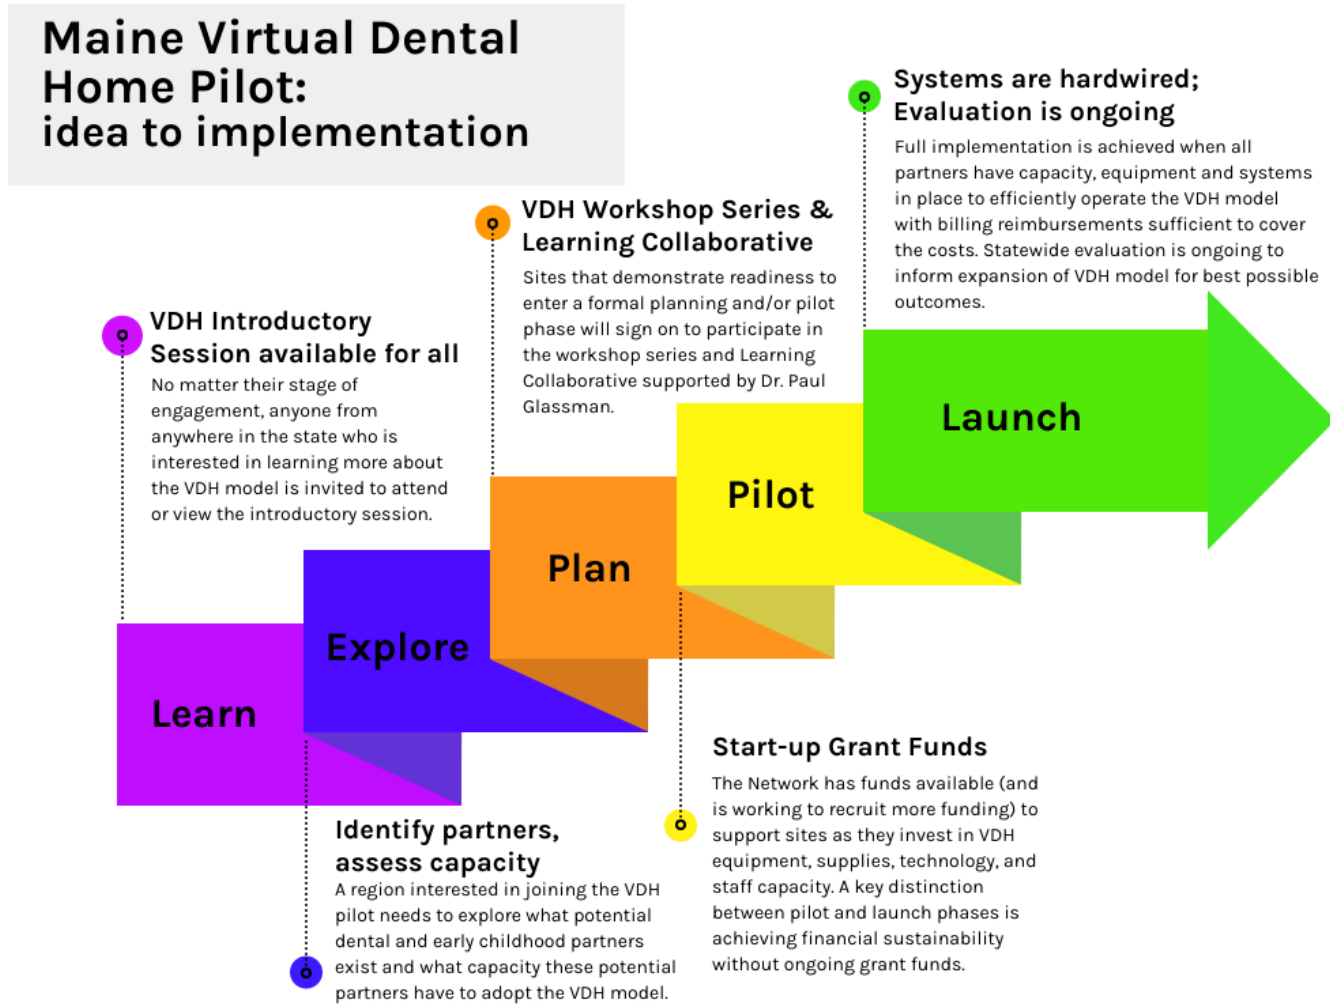 Maine Virtual Dental
Home Pilot:
idea to implementation
Systems are hardwired;
Evaluation is ongoing
Full implementation is achieved when all
partners have capacity, equipment and systems
in place to efficiently operate the VDH model
with billing reimbursements sufficient to cover
the costs. Statewide evaluation is ongoing to
inform expansion of VDH model for best possible
outcomes.
VDH Workshop Series &
Learning Collaborative
Sites that demonstrate readiness to
enter a formal planning and/or pilot
phase will sign on to participate in
the workshop series and Learning
Collaborative supported by Dr. Paul
Glassman.
VDH Introductory
Session available for all
No matter their stage of
engagement, anyone from
anywhere in the state who is
interested in learning more about
the VDH model is invited to attend
or view the introductory session.
Launch
Pilot
Plan
Explore
Learn
Start-up Grant Funds
The Network has funds available (and
is working to recruit more funding) to
support sites as they invest in VDH
equipment, supplies, technology, and
staff capacity. A key distinction
between pilot and launch phases is
achieving financial sustainability
without ongoing grant funds.
Identify partners,
assess capacity
A region interested in joining the VDH
pilot needs to explore what potential
dental and early childhood partners
exist and what capacity these potential
partners have to adopt the VDH model.